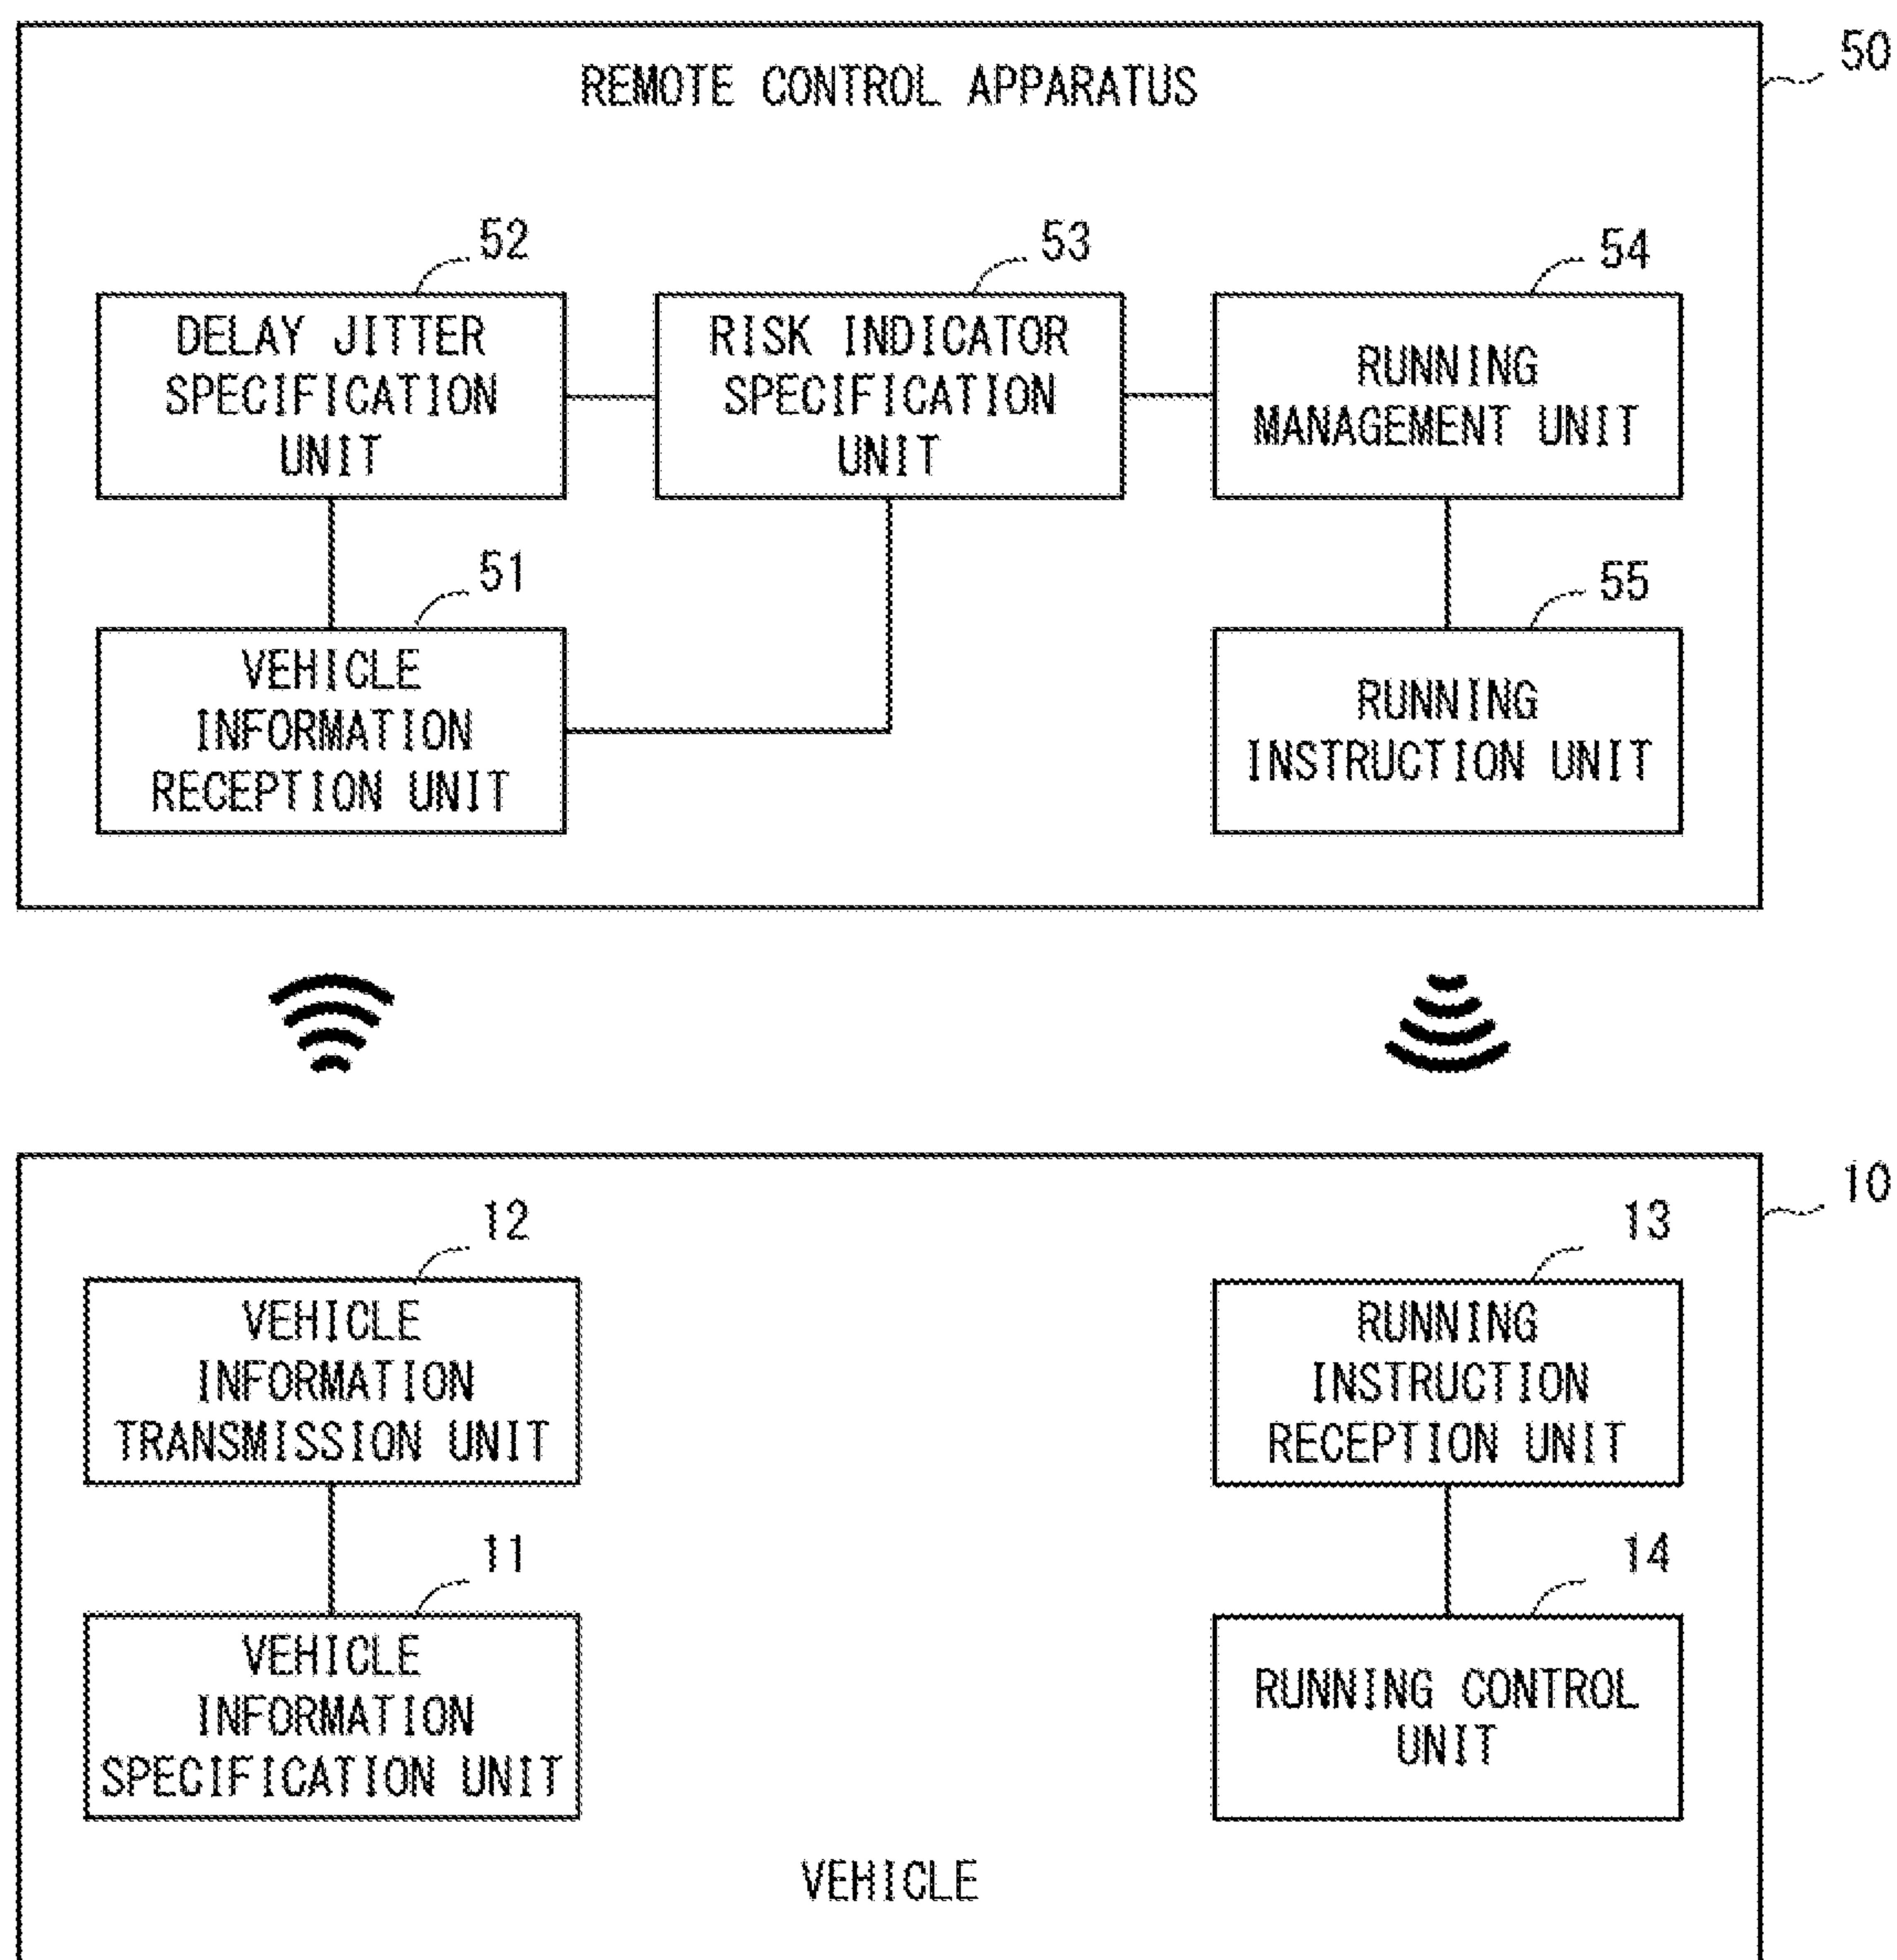 50
REMOTE CONTROL APPARATUS
52
DELAY JITTER
SPECIFICATION
UNIT
53
RISK INDICATOR
SPECIFICATION
UNIT
54
RUNNING
MANAGEMENT UNIT
51
VEHICLE
INFORMATION
RECEPTION UNIT
55
RUNNING
INSTRUCTION UNIT
10
12
VEHICLE
INFORMATION
TRANSMISSION UNIT
13
RUNNING
INSTRUCTION
RECEPTION UNIT
11
VEHICLE
INFORMATION
SPECIFICATION UNIT
14
RUNNING CONTROL
UNIT
VEHICLE